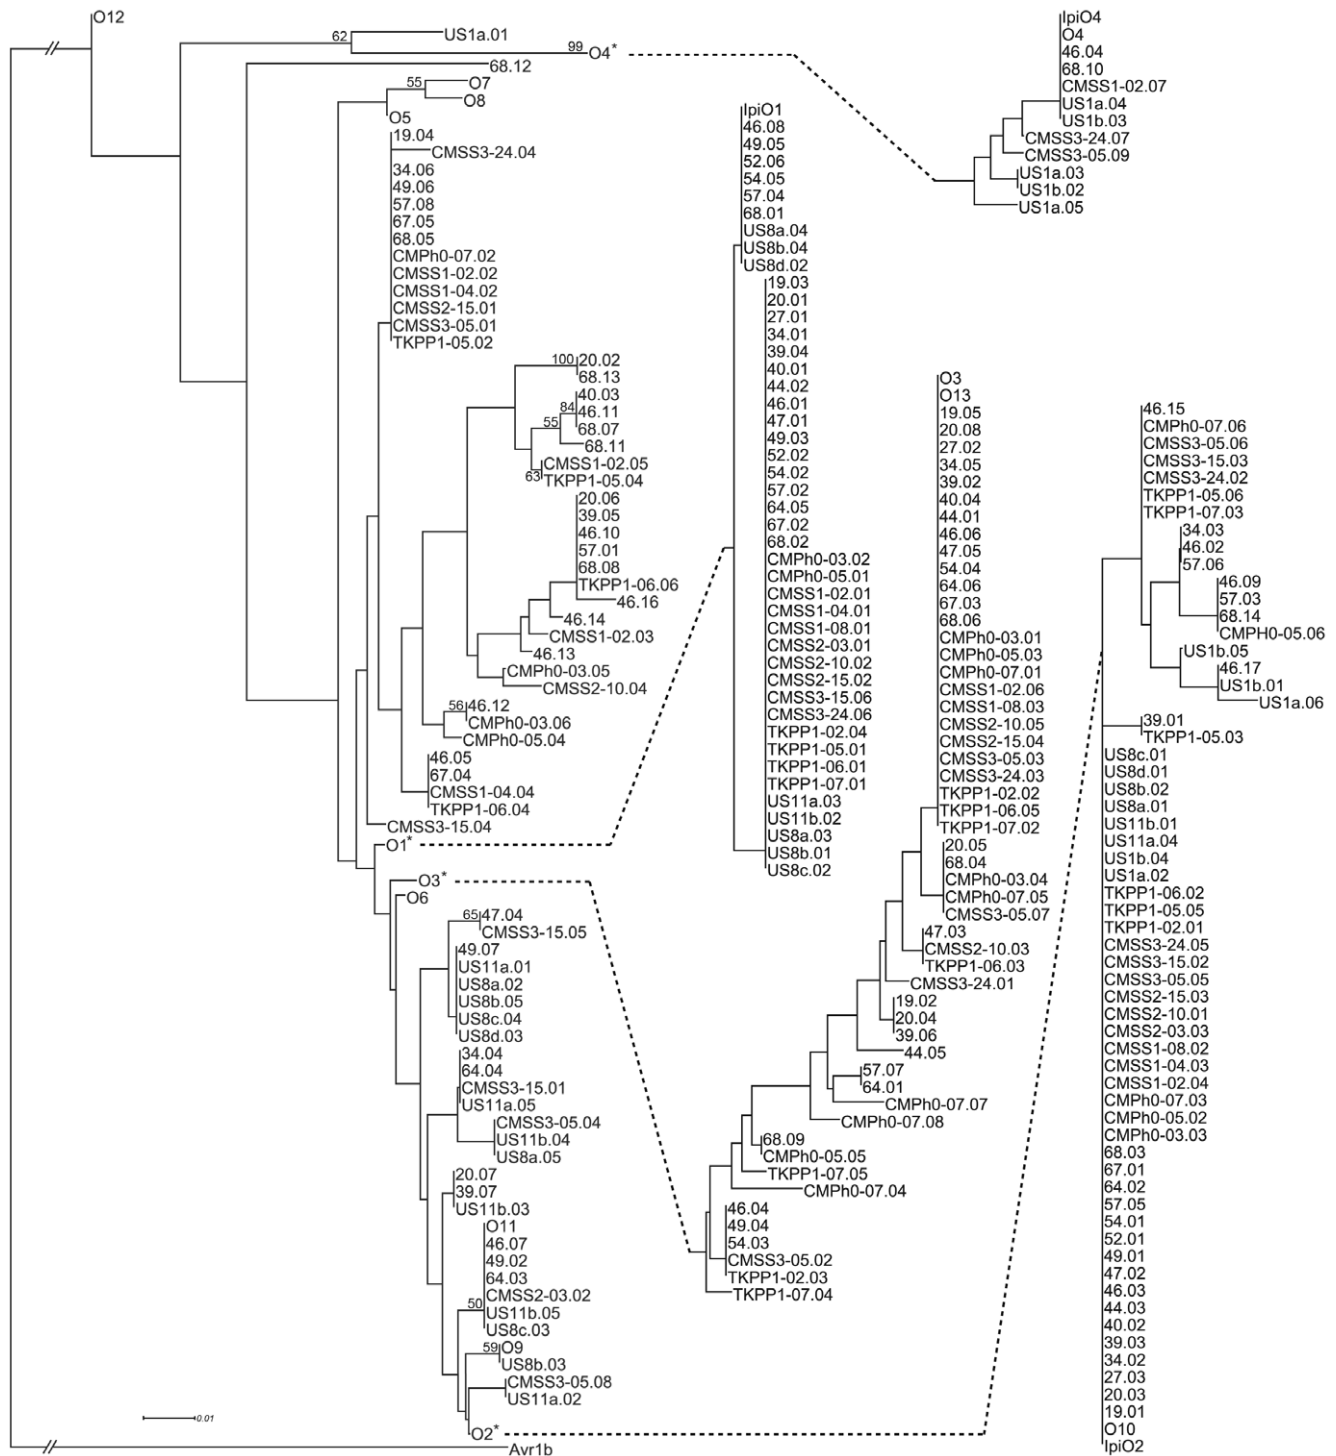 O12
62
US1a.01
99
O4*
68.12
55
O7
O8
O5
19.04
CMSS3-24.04
34.06
49.06
57.08
67.05
68.05
CMPh0-07.02
CMSS1-02.02
CMSS1-04.02
CMSS2-15.01
CMSS3-05.01
TKPP1-05.02
100
20.02
68.13
40.03
84
46.11
55
68.07
68.11
CMSS1-02.05
63
TKPP1-05.04
20.06
39.05
46.10
57.01
68.08
TKPP1-06.06
46.16
46.14
CMSS1-02.03
46.13
CMPh0-03.05
CMSS2-10.04
56
46.12
CMPh0-03.06
CMPh0-05.04
46.05
67.04
CMSS1-04.04
TKPP1-06.04
CMSS3-15.04
O1*
O3*
O6
65
47.04
CMSS3-15.05
49.07
US11a.01
US8a.02
US8b.05
US8c.04
US8d.03
34.04
64.04
CMSS3-15.01
US11a.05
CMSS3-05.04
US11b.04
US8a.05
20.07
39.07
US11b.03
O11
46.07
49.02
64.03
CMSS2-03.02
50
US11b.05
US8c.03
59
O9
US8b.03
CMSS3-05.08
US11a.02
O2*
0.01
Avr1b
IpiO1
46.08
49.05
52.06
54.05
57.04
68.01
US8a.04
US8b.04
US8d.02
19.03
20.01
27.01
34.01
39.04
40.01
44.02
46.01
47.01
49.03
52.02
54.02
57.02
64.05
67.02
68.02
CMPh0-03.02
CMPh0-05.01
CMSS1-02.01
CMSS1-04.01
CMSS1-08.01
CMSS2-03.01
CMSS2-10.02
CMSS2-15.02
CMSS3-15.06
CMSS3-24.06
TKPP1-02.04
TKPP1-05.01
TKPP1-06.01
TKPP1-07.01
US11a.03
US11b.02
US8a.03
US8b.01
US8c.02
O3
O13
19.05
20.08
27.02
34.05
39.02
40.04
44.01
46.06
47.05
54.04
64.06
67.03
68.06
CMPh0-03.01
CMPh0-05.03
CMPh0-07.01
CMSS1-02.06
CMSS1-08.03
CMSS2-10.05
CMSS2-15.04
CMSS3-05.03
CMSS3-24.03
TKPP1-02.02
TKPP1-06.05
TKPP1-07.02
20.05
68.04
CMPh0-03.04
CMPh0-07.05
CMSS3-05.07
47.03
CMSS2-10.03
TKPP1-06.03
CMSS3-24.01
19.02
20.04
39.06
44.05
57.07
64.01
CMPh0-07.07
CMPh0-07.08
68.09
CMPh0-05.05
TKPP1-07.05
CMPh0-07.04
46.04
49.04
54.03
CMSS3-05.02
TKPP1-02.03
TKPP1-07.04
IpiO4
O4
46.04
68.10
CMSS1-02.07
US1a.04
US1b.03
CMSS3-24.07
CMSS3-05.09
US1a.03
US1b.02
US1a.05
46.15
CMPh0-07.06
CMSS3-05.06
CMSS3-15.03
CMSS3-24.02
TKPP1-05.06
TKPP1-07.03
34.03
46.02
57.06
46.09
57.03
68.14
CMPH0-05.06
US1b.05
46.17
US1b.01
US1a.06
39.01
TKPP1-05.03
US8c.01
US8d.01
US8b.02
US8a.01
US11b.01
US11a.04
US1b.04
US1a.02
TKPP1-06.02
TKPP1-05.05
TKPP1-02.01
CMSS3-24.05
CMSS3-15.02
CMSS3-05.05
CMSS2-15.03
CMSS2-10.01
CMSS2-03.03
CMSS1-08.02
CMSS1-04.03
CMSS1-02.04
CMPh0-07.03
CMPh0-05.02
CMPh0-03.03
68.03
67.01
64.02
57.05
54.01
52.01
49.01
47.02
46.03
44.03
40.02
39.03
34.02
27.03
20.03
19.01
O10
IpiO2